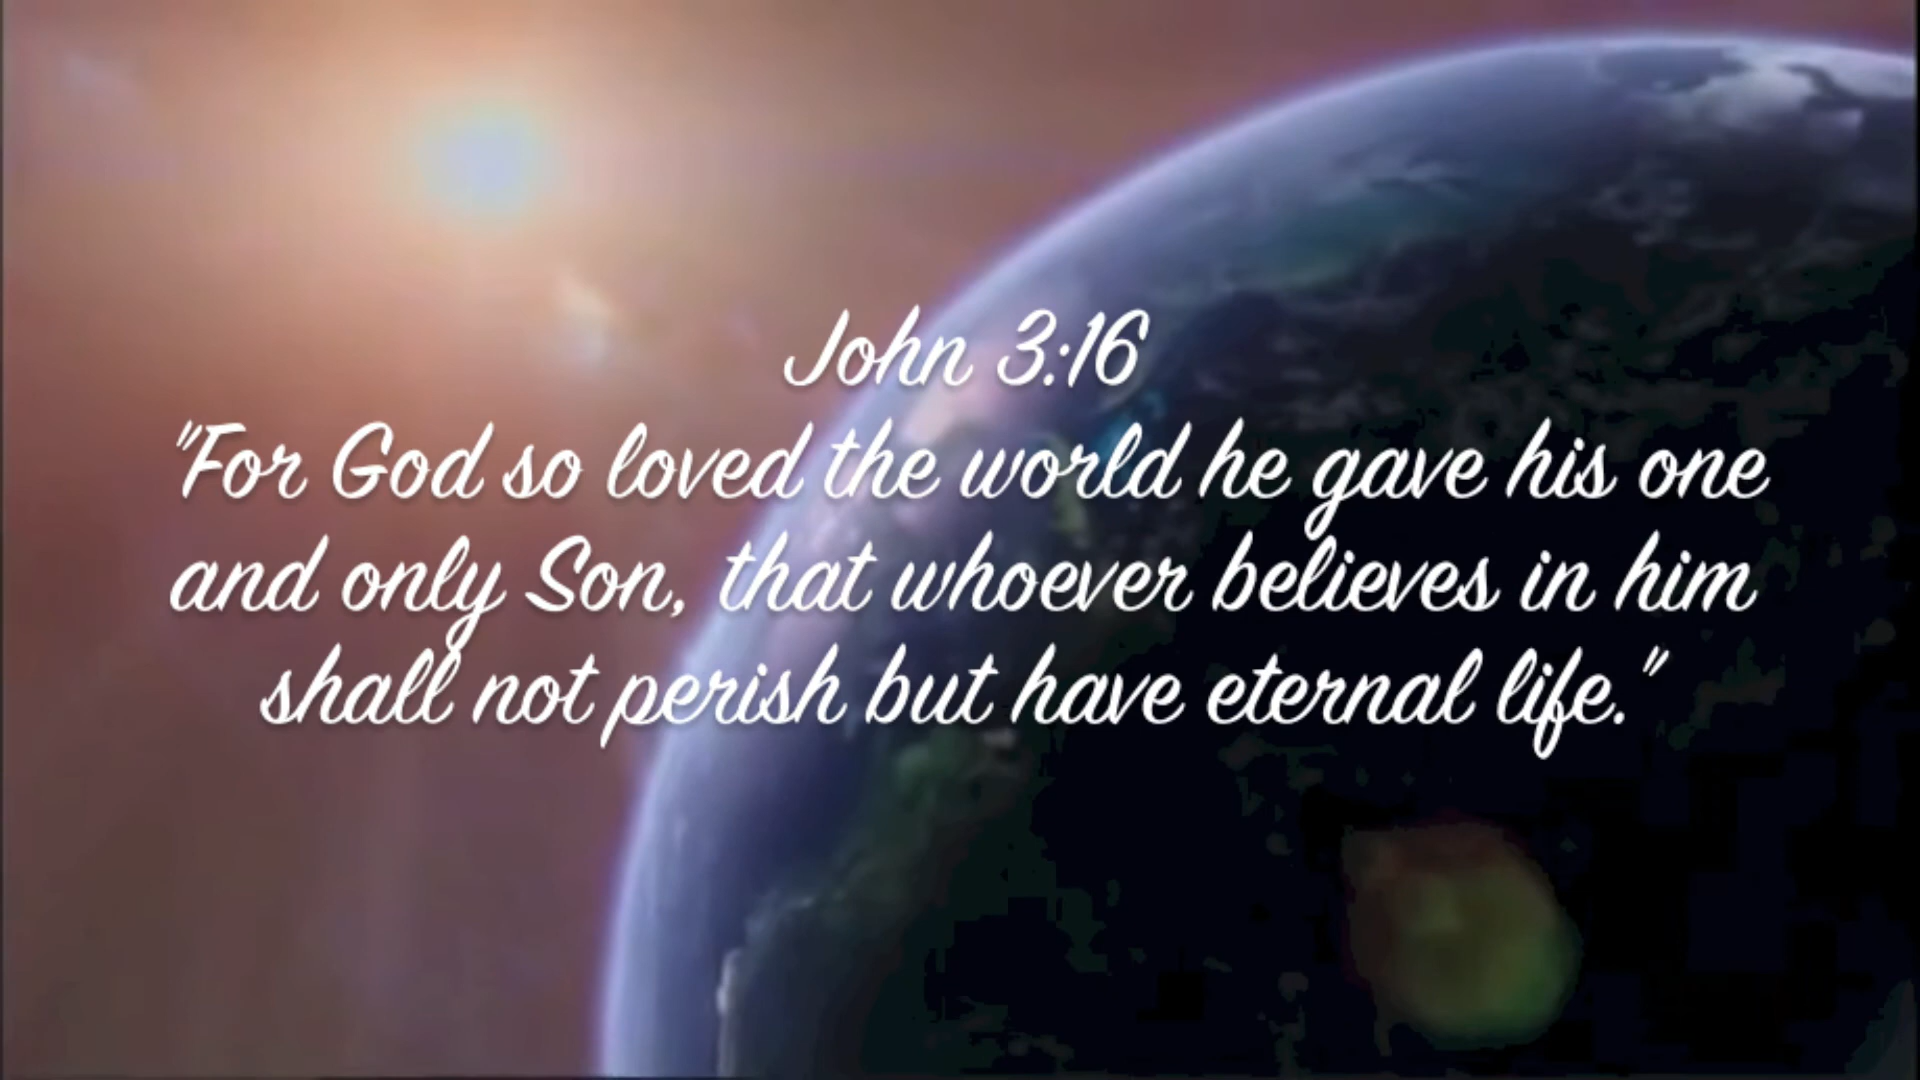 John 3:16
"For God so loved the world he gave his one
and only Son, that whoever believes in him
shall not perish but have eternal life."